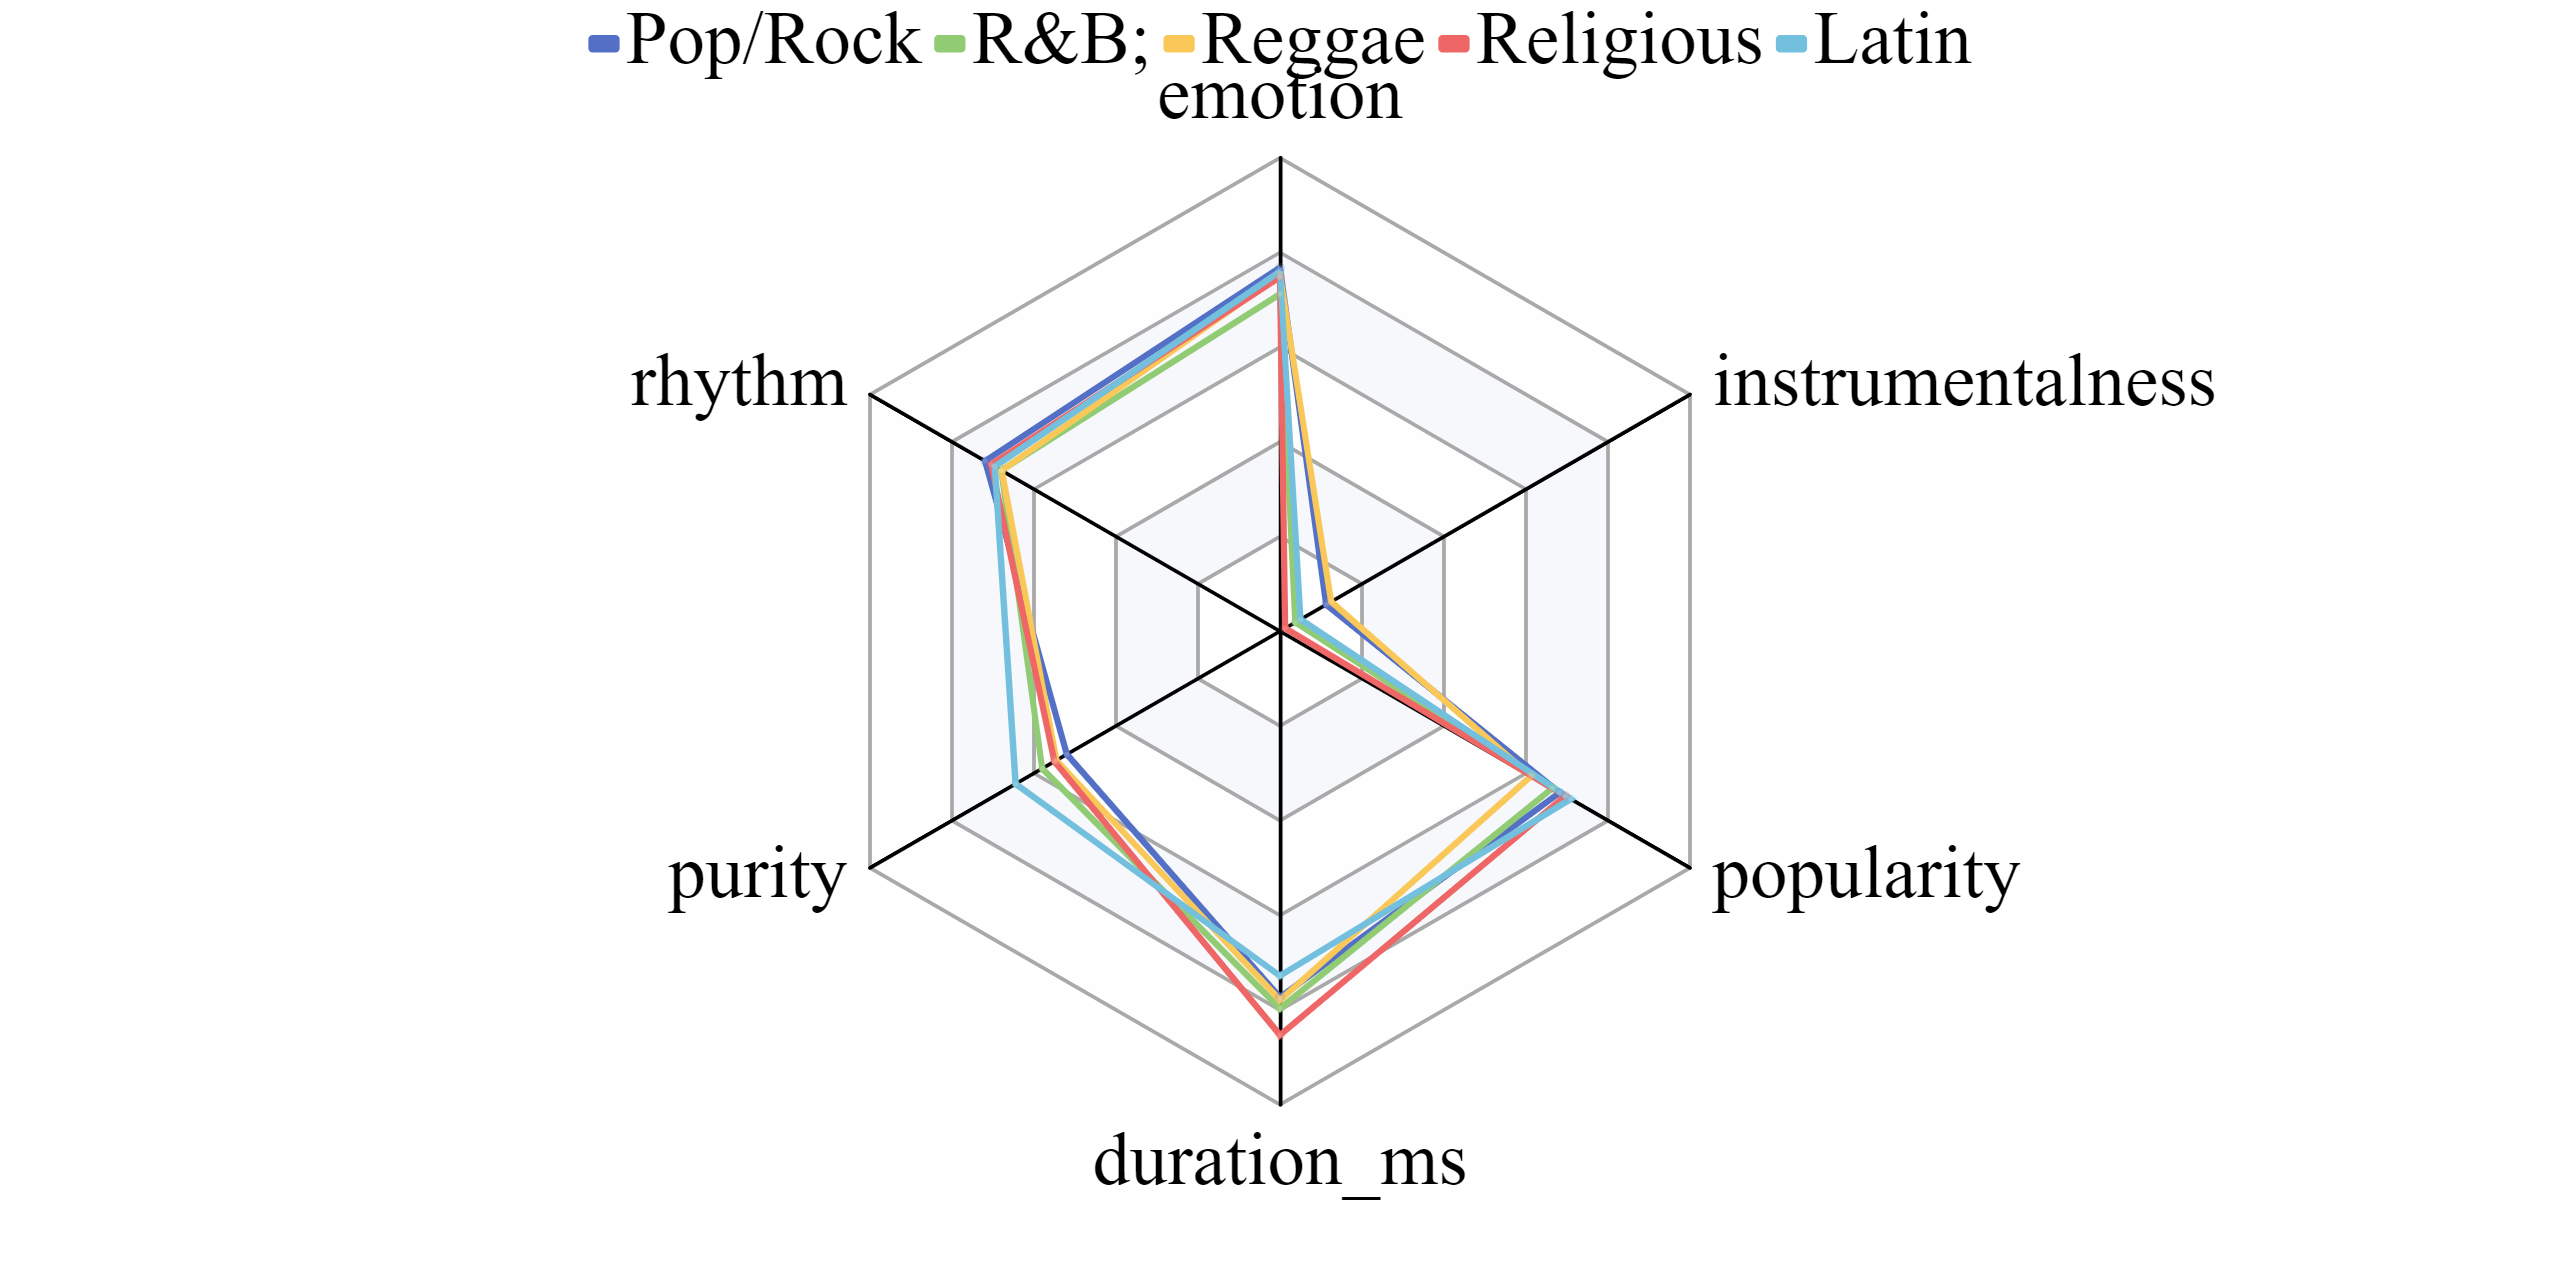 Pop/Rock R&B; Reggae Religious Latin
emotion
rhythm
instrumentalness
purity
popularity
duration_ms